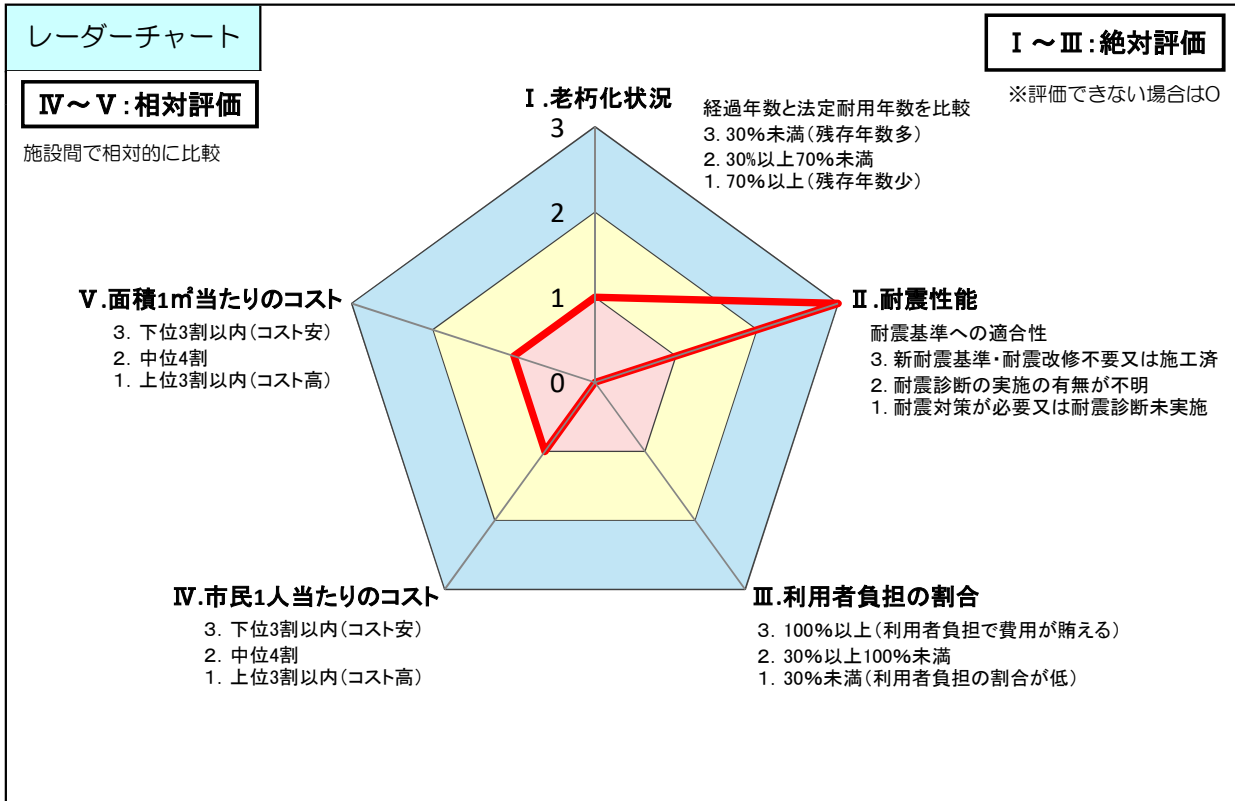 レーダーチャート
Ⅰ～Ⅲ:絶対評価
※評価できない場合は0
Ⅳ～Ⅴ:相対評価
施設間で相対的に比較
Ⅰ.老朽化状況
経過年数と法定耐用年数を比較
3. 30%未満(残存年数多)
2. 30%以上70%未満
1. 70%以上(残存年数少)
3
2
1
0
Ⅴ.面積1㎡当たりのコスト
3. 下位3割以内(コスト安)
2. 中位4割
1. 上位3割以内(コスト高)
Ⅱ.耐震性能
耐震基準への適合性
3. 新耐震基準・耐震改修不要又は施工済
2. 耐震診断の実施の有無が不明
1. 耐震対策が必要又は耐震診断未実施
Ⅳ.市民1人当たりのコスト
3. 下位3割以内(コスト安)
2. 中位4割
1. 上位3割以内(コスト高)
Ⅲ.利用者負担の割合
3. 100%以上(利用者負担で費用が賄える)
2. 30%以上100%未満
1. 30%未満(利用者負担の割合が低)